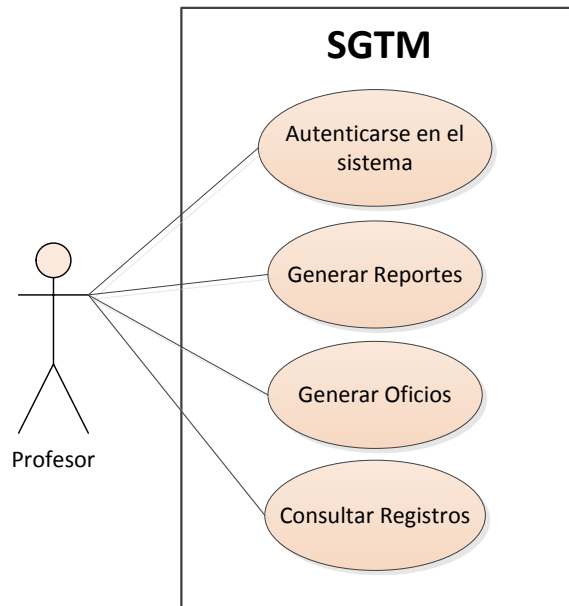 SGTM
Autenticarse en el
sistema
Generar Reportes
Generar Oficios
Profesor
Consultar Registros